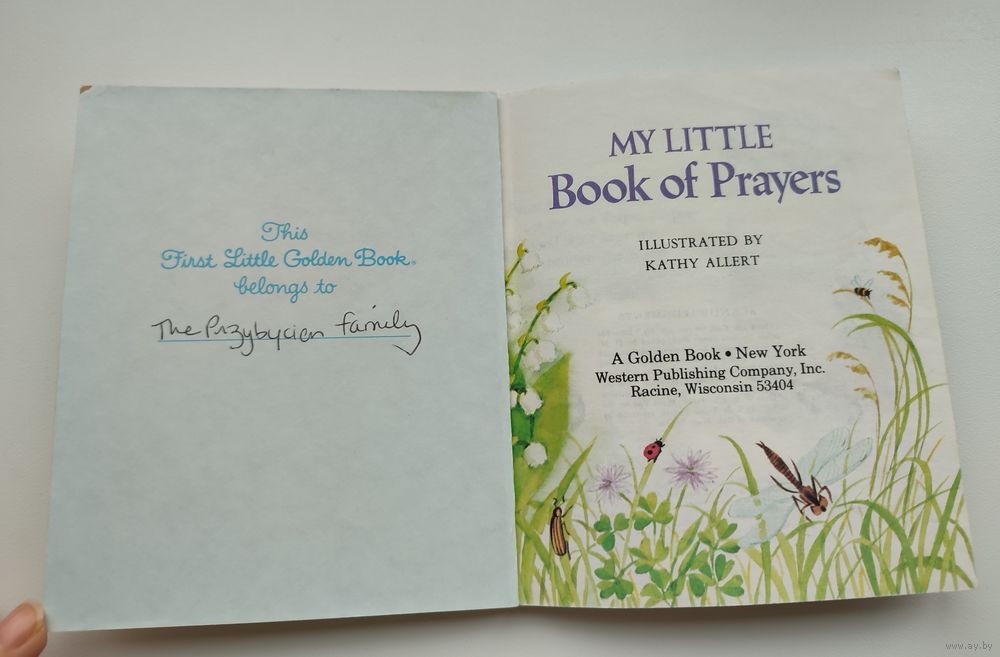 This
First Little Golden Book®
belongs to
The Przybycien family
MY LITTLE
Book of Prayers
ILLUSTRATED BY
KATHY ALLERT
A Golden Book • New York
Western Publishing Company, Inc.
Racine, Wisconsin 53404
www.ay.by